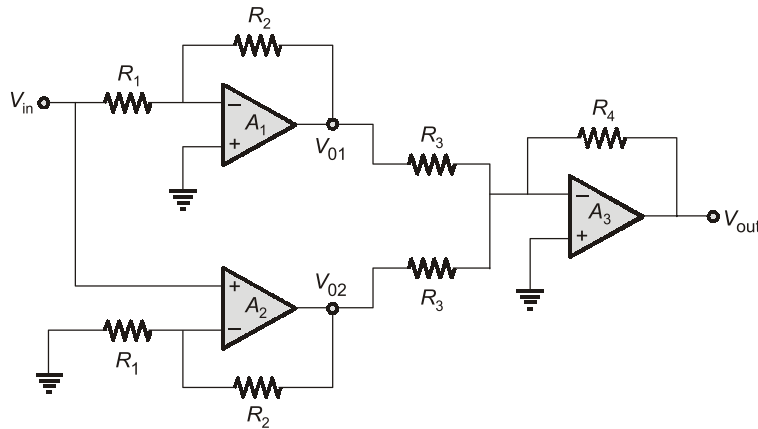 R2
R1
Vin
−
A1
+
V01
R3
R4
−
A3
+
Vout
V02
+
A2
−
R3
R1
R2